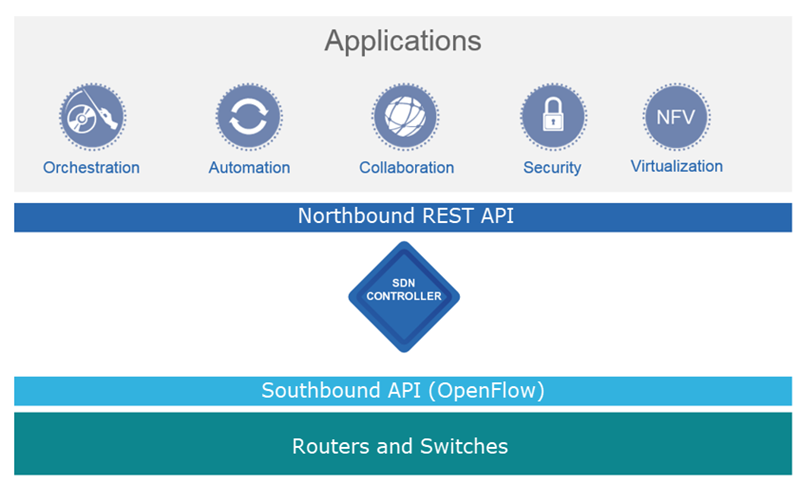 Applications
NFV
Orchestration
Automation
Collaboration
Security
Virtualization
Northbound REST API
SDN
CONTROLLER
Southbound API (OpenFlow)
Routers and Switches